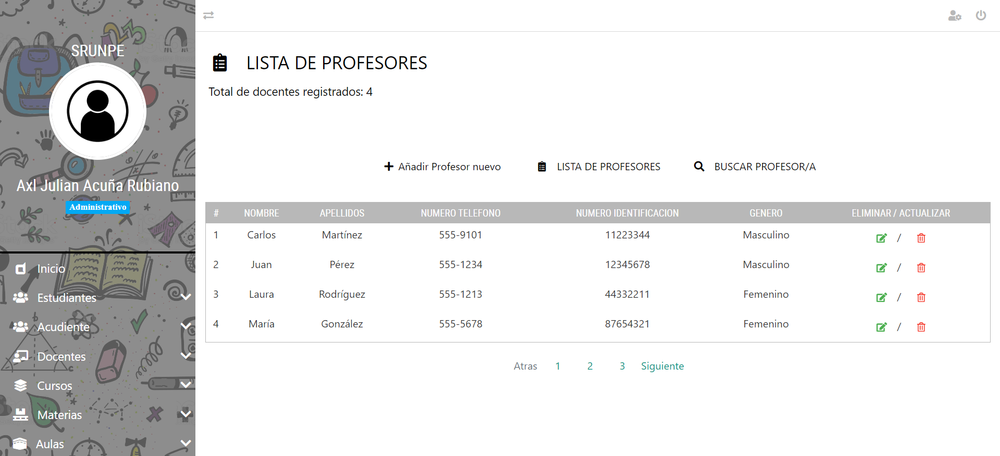 SRUNPE
Axl Julian Acuña Rubiano
Administrativo
Inicio
Estudiantes
Acudiente
Docentes
Cursos
Materias
Aulas
LISTA DE PROFESORES
Total de docentes registrados: 4
Añadir Profesor nuevo LISTA DE PROFESORES BUSCAR PROFESOR/A
# NOMBRE APELLIDOS NUMERO TELEFONO NUMERO IDENTIFICACION GENERO ELIMINAR / ACTUALIZAR
1 Carlos Martínez 555-9101 11223344 Masculino /
2 Juan Pérez 555-1234 12345678 Masculino /
3 Laura Rodríguez 555-1213 44332211 Femenino /
4 María González 555-5678 87654321 Femenino /
Atras 1 2 3 Siguiente